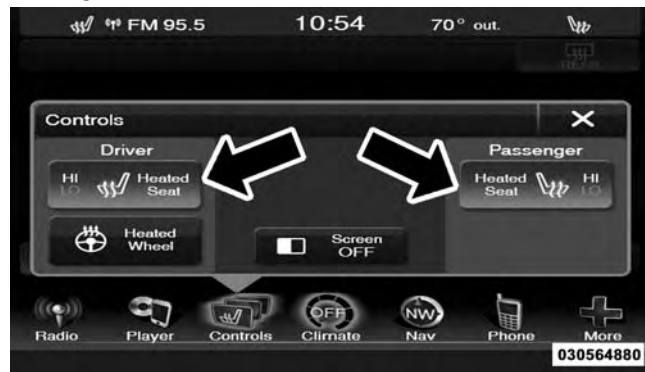 FM 95.5 10:54 70° out.
Controls
Driver Passenger
HI LO Heated Seat
Heated Seat HI LO
Heated Wheel
Screen OFF
OFF NW
Radio Player Controls Climate Nav Phone More
030564880